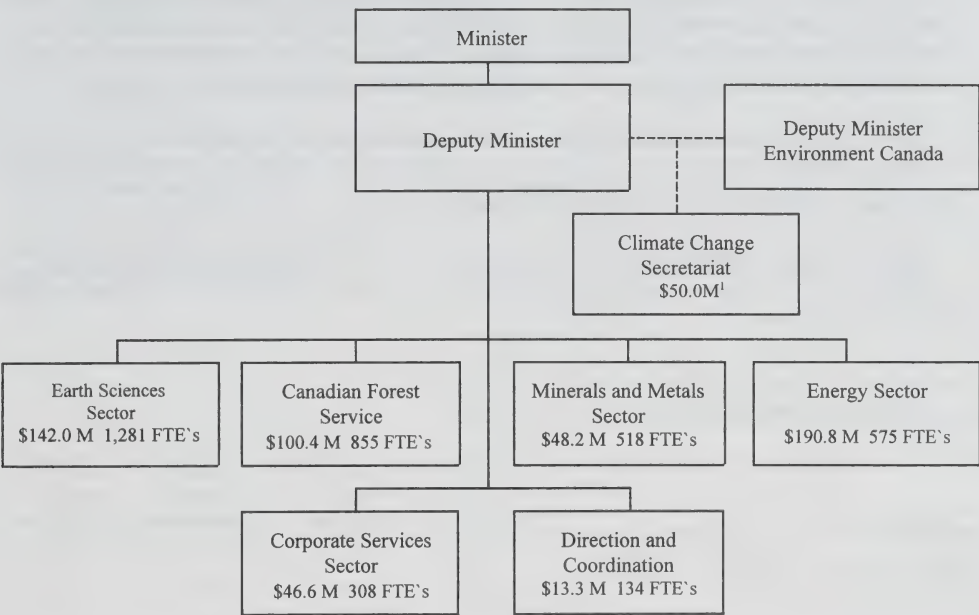 Minister
Deputy Minister
Deputy Minister
Environment Canada
Climate Change
Secretariat
$50.0M¹
Earth Sciences
Sector
$142.0 M 1,281 FTE`s
Canadian Forest
Service
$100.4 M 855 FTE`s
Minerals and Metals
Sector
$48.2 M 518 FTE`s
Energy Sector
$190.8 M 575 FTE`s
Corporate Services
Sector
$46.6 M 308 FTE`s
Direction and
Coordination
$13.3 M 134 FTE`s